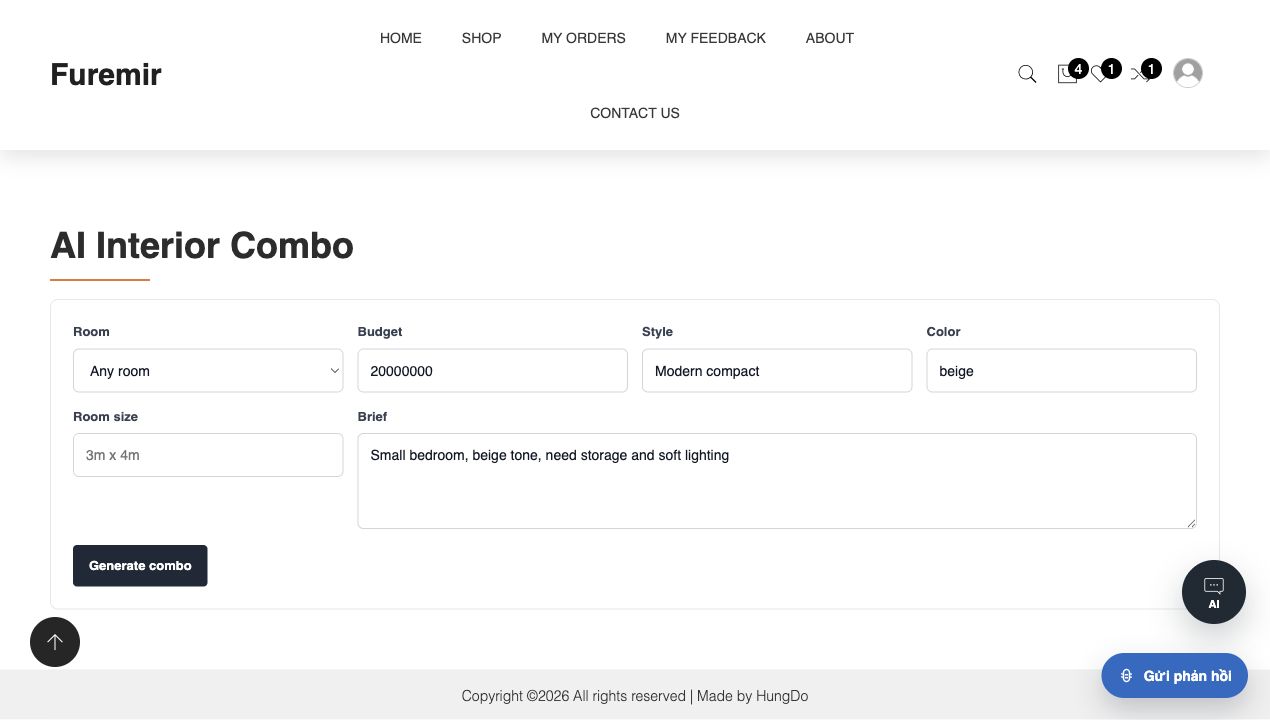 HOME SHOP MY ORDERS MY FEEDBACK ABOUT
Furemir
4 1 1
CONTACT US
AI Interior Combo
Room Budget Style Color
Any room 20000000 Modern compact beige
Room size Brief
3m x 4m Small bedroom, beige tone, need storage and soft lighting
Generate combo
AI
Gửi phản hồi
Copyright ©2026 All rights reserved | Made by HungDo